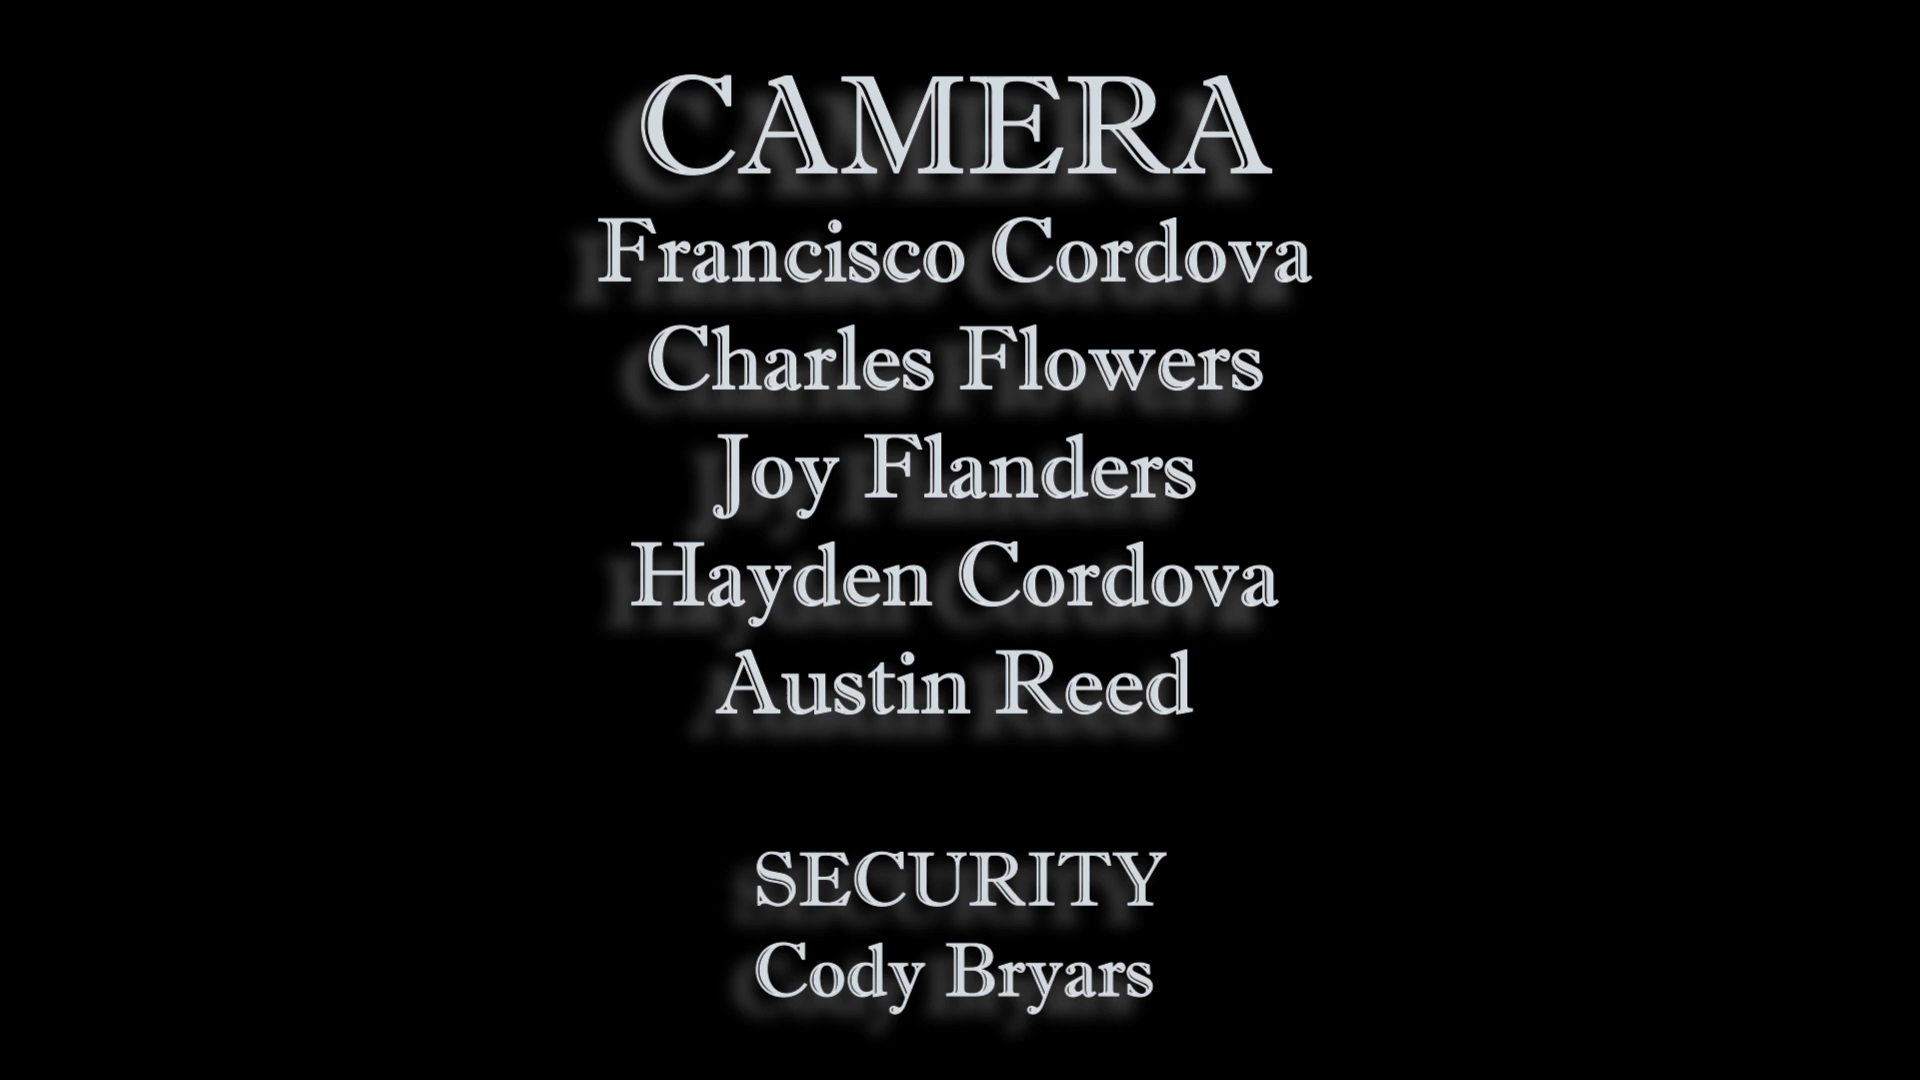 CAMERA
Francisco Cordova
Charles Flowers
Joy Flanders
Hayden Cordova
Austin Reed
SECURITY
Cody Bryars